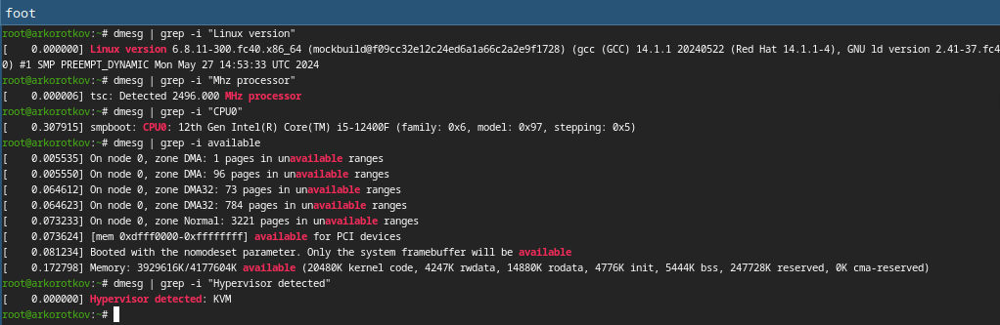 foot
root@arkorotkov:~# dmesg | grep -i "Linux version"
[    0.000000] Linux version 6.8.11-300.fc40.x86_64 (mockbuild@f09cc32e12c24ed6a1a66c2a2e9f1728) (gcc (GCC) 14.1.1 20240522 (Red Hat 14.1.1-4), GNU ld version 2.41-37.fc4
0) #1 SMP PREEMPT_DYNAMIC Mon May 27 14:53:33 UTC 2024
root@arkorotkov:~# dmesg | grep -i "Mhz processor"
[    0.000006] tsc: Detected 2496.000 MHz processor
root@arkorotkov:~# dmesg | grep -i "CPU0"
[    0.307915] smpboot: CPU0: 12th Gen Intel(R) Core(TM) i5-12400F (family: 0x6, model: 0x97, stepping: 0x5)
root@arkorotkov:~# dmesg | grep -i available
[    0.005535] On node 0, zone DMA: 1 pages in unavailable ranges
[    0.005550] On node 0, zone DMA: 96 pages in unavailable ranges
[    0.064612] On node 0, zone DMA32: 73 pages in unavailable ranges
[    0.064623] On node 0, zone DMA32: 784 pages in unavailable ranges
[    0.073233] On node 0, zone Normal: 3221 pages in unavailable ranges
[    0.073624] [mem 0xdfff0000-0xffffffff] available for PCI devices
[    0.081234] Booted with the nomodeset parameter. Only the system framebuffer will be available
[    0.172798] Memory: 3929616K/4177604K available (20480K kernel code, 4247K rwdata, 14880K rodata, 4776K init, 5444K bss, 247728K reserved, 0K cma-reserved)
root@arkorotkov:~# dmesg | grep -i "Hypervisor detected"
[    0.000000] Hypervisor detected: KVM
root@arkorotkov:~#